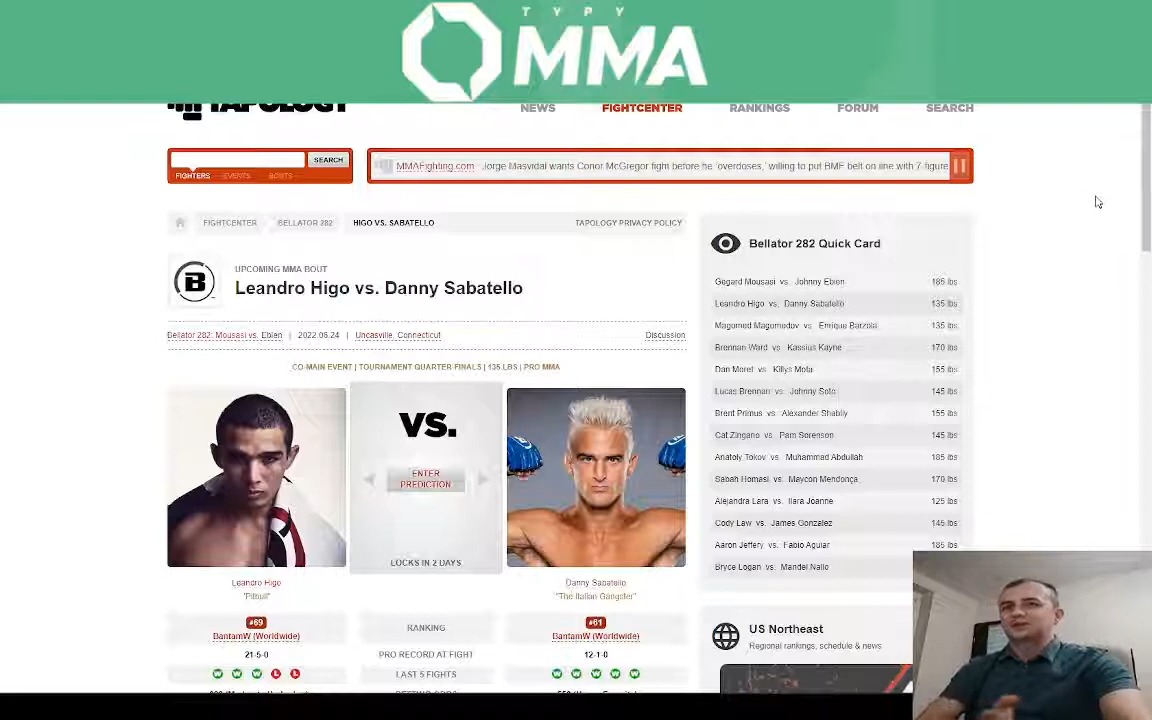 TYPY
MMA
TAPOLOGY
NEWS
FIGHTCENTER
RANKINGS
FORUM
SEARCH
SEARCH
FIGHTERS
EVENTS
BOUTS
MMAFighting.com
Jorge Masvidal wants Conor McGregor fight before he 'overdoses,' willing to put BMF belt on line with 7-figure
FIGHTCENTER
BELLATOR 282
HIGO VS. SABATELLO
TAPOLOGY PRIVACY POLICY
B
UPCOMING MMA BOUT
Leandro Higo vs. Danny Sabatello
Bellator 282: Mousasi vs. Eblen | 2022.06.24 | Uncasville, Connecticut
Discussion
CO-MAIN EVENT | TOURNAMENT QUARTER-FINALS | 135 LBS | PRO MMA
VS.
ENTER
PREDICTION
LOCKS IN 2 DAYS
Leandro Higo
"Pitbull"
Danny Sabatello
"The Italian Gangster"
#69
BantamW (Worldwide)
RANKING
#61
BantamW (Worldwide)
21-5-0
PRO RECORD AT FIGHT
12-1-0
W W W L L
LAST 5 FIGHTS
W W W W W
Bellator 282 Quick Card
Gegard Mousasi vs. Johnny Eblen 185 lbs
Leandro Higo vs. Danny Sabatello 135 lbs
Magomed Magomedov vs. Enrique Barzola 135 lbs
Brennan Ward vs. Kassius Kayne 170 lbs
Dan Moret vs. Killys Mota 155 lbs
Lucas Brennan vs. Johnny Soto 145 lbs
Brent Primus vs. Alexander Shabliy 155 lbs
Cat Zingano vs. Pam Sorenson 145 lbs
Anatoly Tokov vs. Muhammad Abdullah 185 lbs
Sabah Homasi vs. Maycon Mendonça 170 lbs
Alejandra Lara vs. Ilara Joanne 125 lbs
Cody Law vs. James Gonzalez 145 lbs
Aaron Jeffery vs. Fabio Aguiar 185 lbs
Bryce Logan vs. Mandel Nallo
US Northeast
Regional rankings, schedule & news